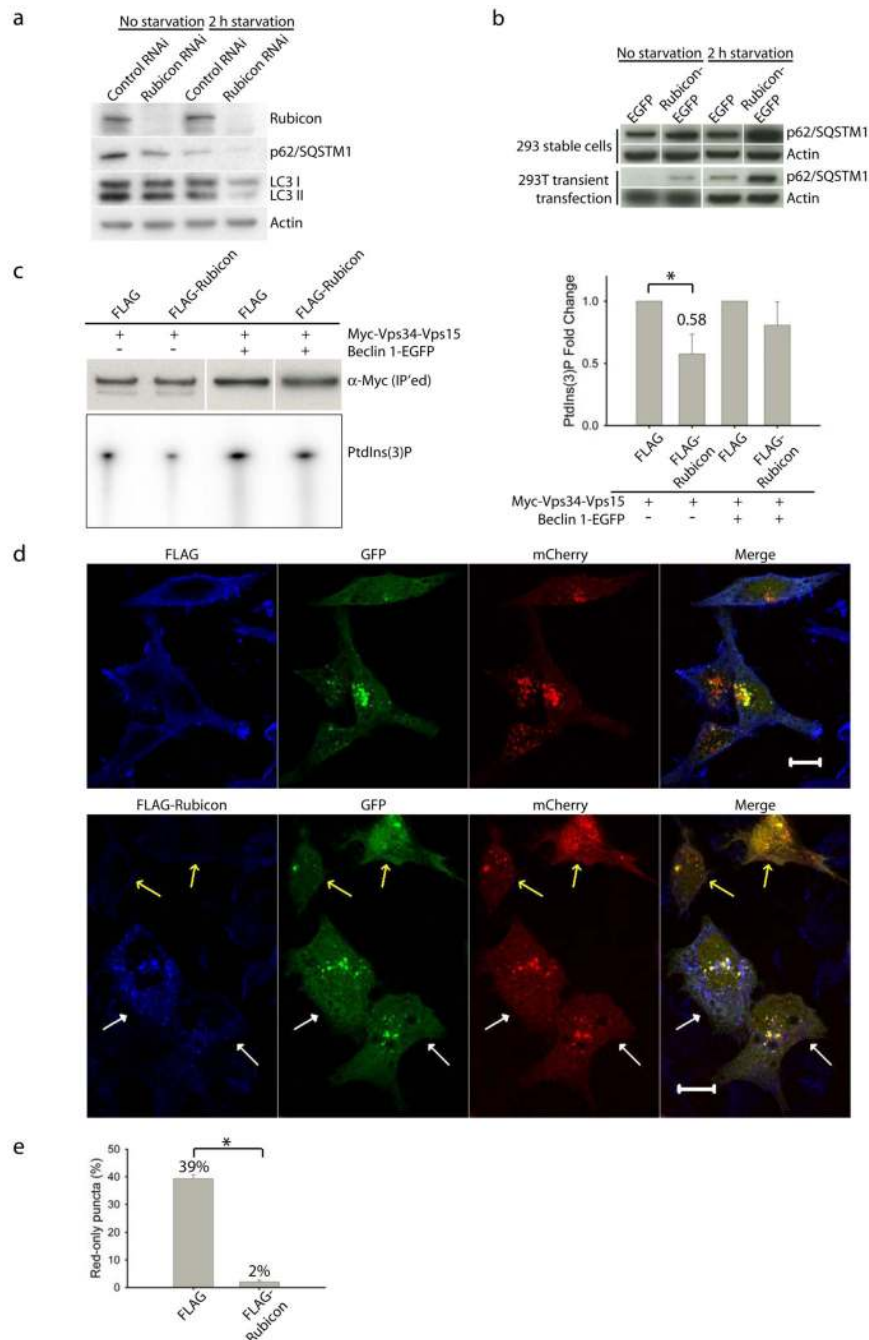 a
No starvation 2 h starvation
Control RNAi
Rubicon RNAi
Control RNAi
Rubicon RNAi
Rubicon
p62/SQSTM1
LC3 I
LC3 II
Actin
b
No starvation 2 h starvation
EGFP
Rubicon-EGFP
EGFP
Rubicon-EGFP
293 stable cells
p62/SQSTM1
Actin
293T transient transfection
p62/SQSTM1
Actin
c
FLAG
FLAG-Rubicon
FLAG
FLAG-Rubicon
+ + + + Myc-Vps34-Vps15
- - + + Beclin 1-EGFP
α-Myc (IP'ed)
PtdIns(3)P
PtdIns(3)P Fold Change
1.0
0.5
0.0
*
0.58
FLAG
FLAG-Rubicon
FLAG
FLAG-Rubicon
Myc-Vps34-Vps15 + + + +
Beclin 1-EGFP - - + +
d
FLAG GFP mCherry Merge
FLAG-Rubicon GFP mCherry Merge
e
Red-only puncta (%)
50
40
30
20
10
0
*
39%
2%
FLAG
FLAG-Rubicon